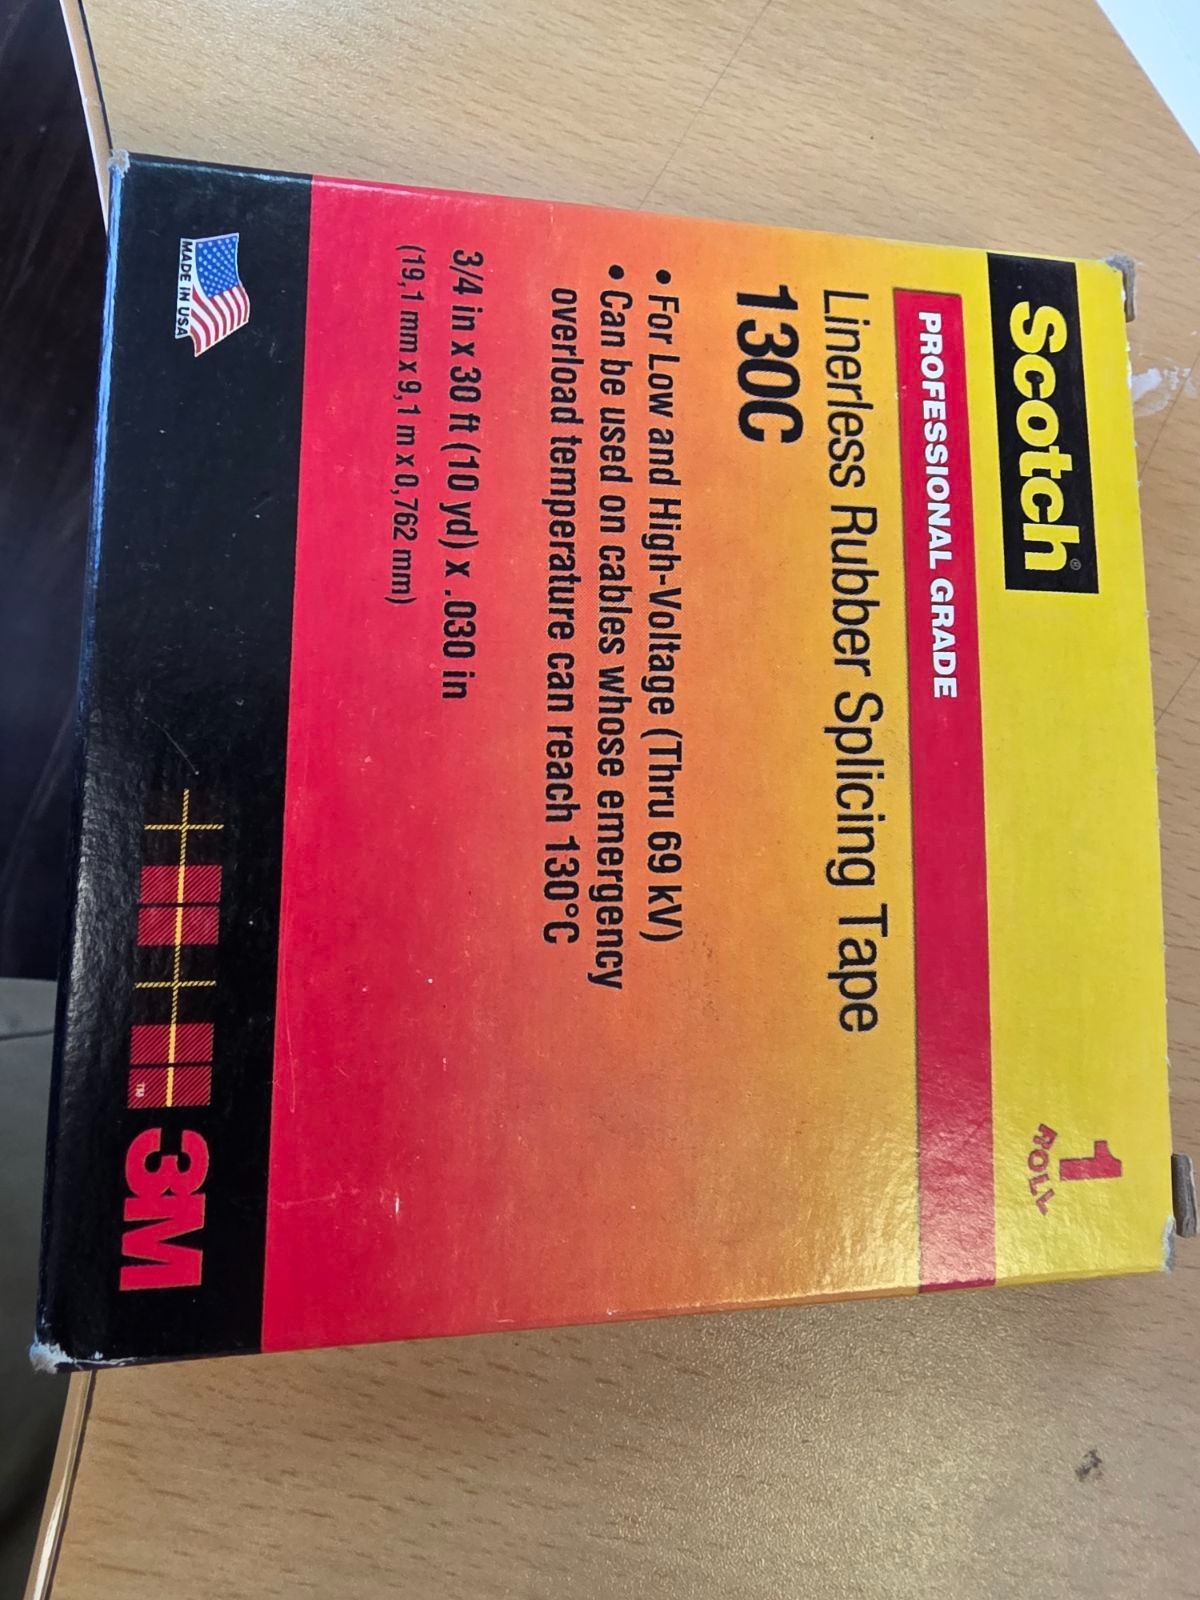 Scotch®
1
ROLL
PROFESSIONAL GRADE
Linerless Rubber Splicing Tape
130C
• For Low and High-Voltage (Thru 69 kV)
• Can be used on cables whose emergency
overload temperature can reach 130°C
3/4 in x 30 ft (10 yd) x .030 in
(19,1 mm x 9,1 m x 0,762 mm)
MADE IN USA
™
3M